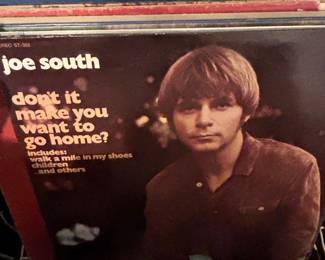 joe south
don't it
make you
want to
go home?
includes:
walk a mile in my shoes
children
...and others